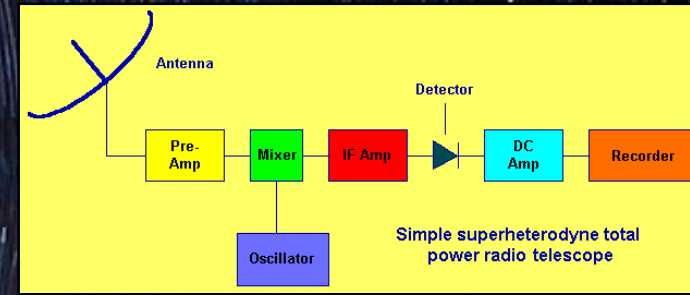 Antenna
Detector
Pre-
Amp
Mixer
IF Amp
DC
Amp
Recorder
Oscillator
Simple superheterodyne total
power radio telescope